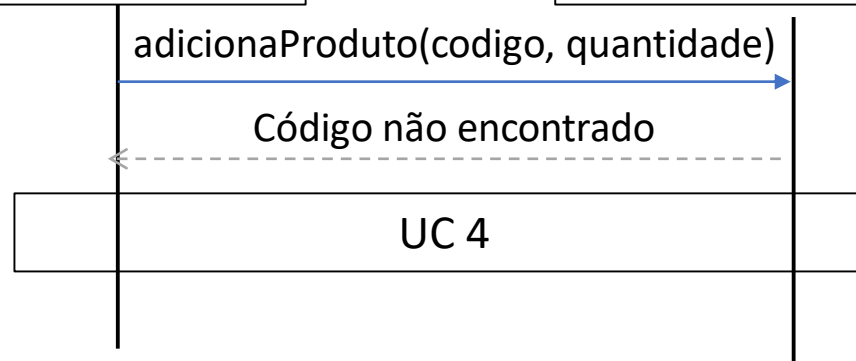 adicionaProduto(codigo, quantidade)
Código não encontrado
UC 4